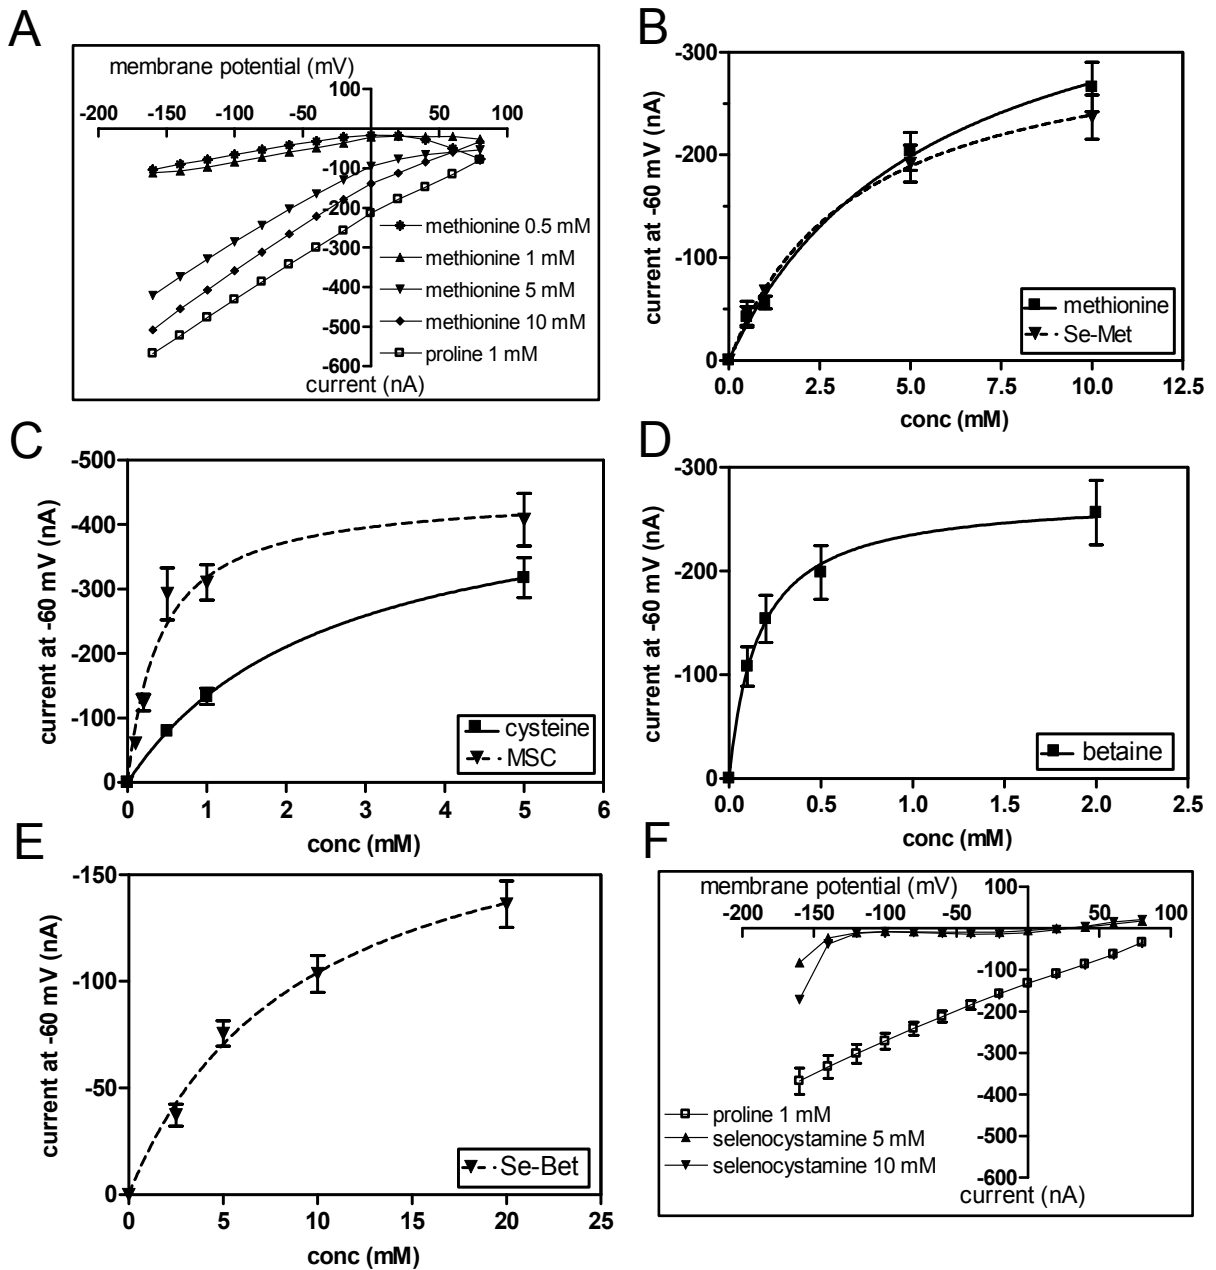 A
membrane potential (mV)
100
-200 -150 -100 -50 50 100
-100
-200
-300
-400
-500
-600
methionine 0.5 mM
methionine 1 mM
methionine 5 mM
methionine 10 mM
proline 1 mM
current (nA)
B
current at -60 mV (nA)
-300
-200
-100
0
0.0 2.5 5.0 7.5 10.0 12.5
conc (mM)
methionine
Se-Met
C
current at -60 mV (nA)
-500
-400
-300
-200
-100
0
0 1 2 3 4 5 6
conc (mM)
cysteine
MSC
D
current at -60 mV (nA)
-300
-200
-100
0
0.0 0.5 1.0 1.5 2.0 2.5
conc (mM)
betaine
E
current at -60 mV (nA)
-150
-100
-50
0
0 5 10 15 20 25
conc (mM)
Se-Bet
F
membrane potential (mV)
100
-200 -150 -100 -50 50 100
-100
-200
-300
-400
-500
-600
proline 1 mM
selenocystamine 5 mM
selenocystamine 10 mM
current (nA)